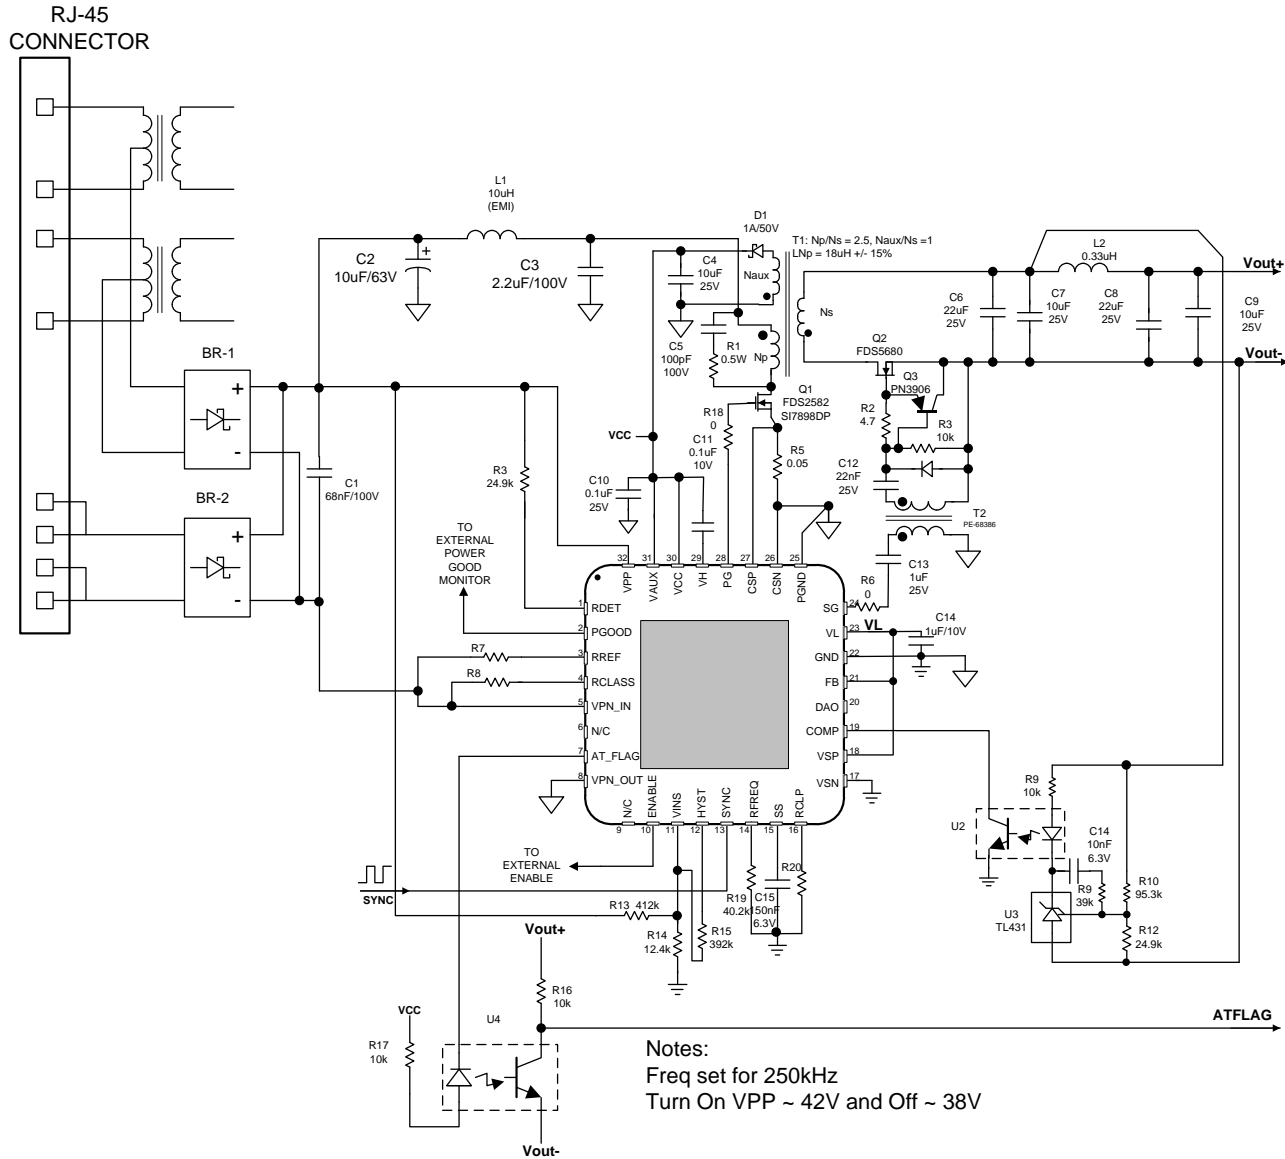 RJ-45
CONNECTOR
L1
10uH
(EMI)
C2
10uF/63V
+
C3
2.2uF/100V
D1
1A/50V
T1: Np/Ns = 2.5, Naux/Ns =1
LNp = 18uH +/- 15%
C4
10uF
25V
Naux
Ns
Np
C5
100pF
100V
R1
0.5W
L2
0.33uH
Vout+
C6
22uF
25V
C7
10uF
25V
C8
22uF
25V
C9
10uF
25V
Vout-
Q2
FDS5680
Q3
PN3906
Q1
FDS2582
SI7898DP
R2
4.7
R3
10k
BR-1
+
-
BR-2
+
-
C1
68nF/100V
R3
24.9k
VCC
R18
0
C11
0.1uF
10V
R5
0.05
C10
0.1uF
25V
C12
22nF
25V
T2
PE-68386
C13
1uF
25V
R6
0
TO
EXTERNAL
POWER
GOOD
MONITOR
32 31 30 29 28 27 26 25
VPP VAUX VCC VH PG CSP CSN PGND
1 RDET
2 PGOOD
3 RREF
4 RCLASS
5 VPN_IN
6 N/C
7 AT_FLAG
8 VPN_OUT
R7
R8
SG 24
VL 23
GND 22
FB 21
DAO 20
COMP 19
VSP 18
VSN 17
VL
C14
1uF/10V
N/C ENABLE VINS HYST SYNC RFREQ SS RCLP
9 10 11 12 13 14 15 16
TO
EXTERNAL
ENABLE
SYNC
R13 412k
R14
12.4k
R15
392k
R19
40.2k
C15
150nF
6.3V
R20
U2
R9
10k
C14
10nF
6.3V
R9
39k
R10
95.3k
R12
24.9k
U3
TL431
Vout+
R16
10k
VCC
R17
10k
U4
Vout-
ATFLAG
Notes:
Freq set for 250kHz
Turn On VPP ~ 42V and Off ~ 38V